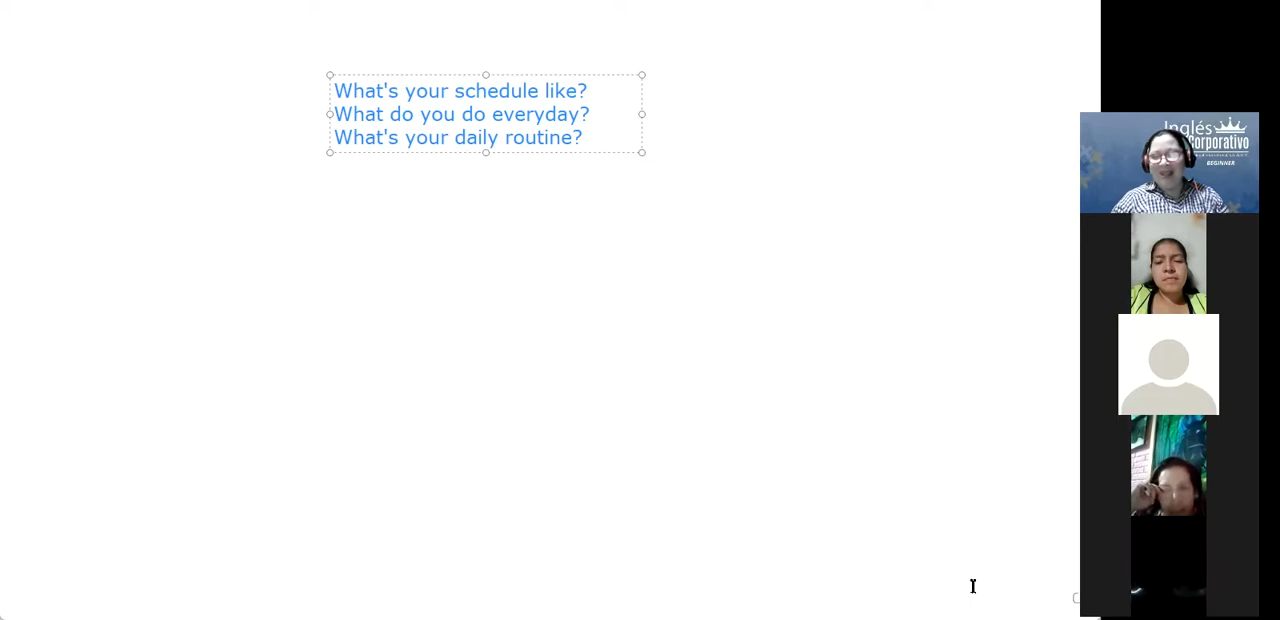 What's your schedule like?
What do you do everyday?
What's your daily routine?
Inglés
Corporativo
BEGINNER